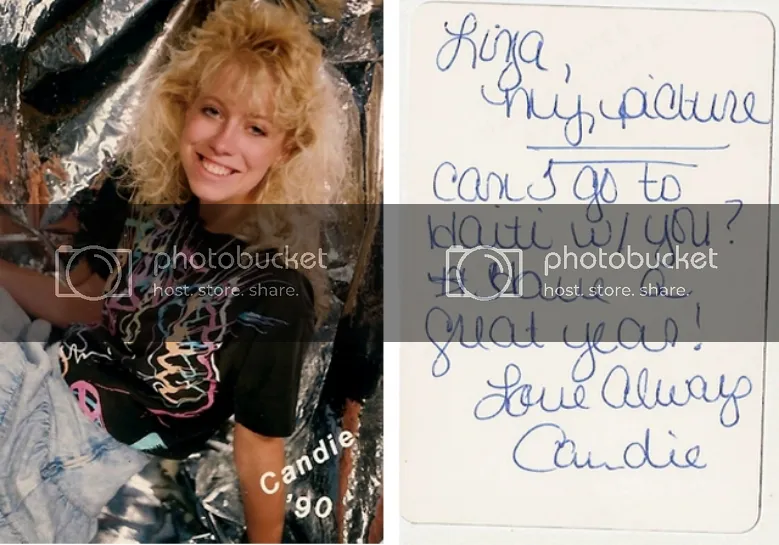 Candie
'90
Liza,
my, picture
can I go to
Haiti w/ you?
Have a
great year!
Love Always
Candie
photobucket
host. store. share.
photobucket
host. store. share.